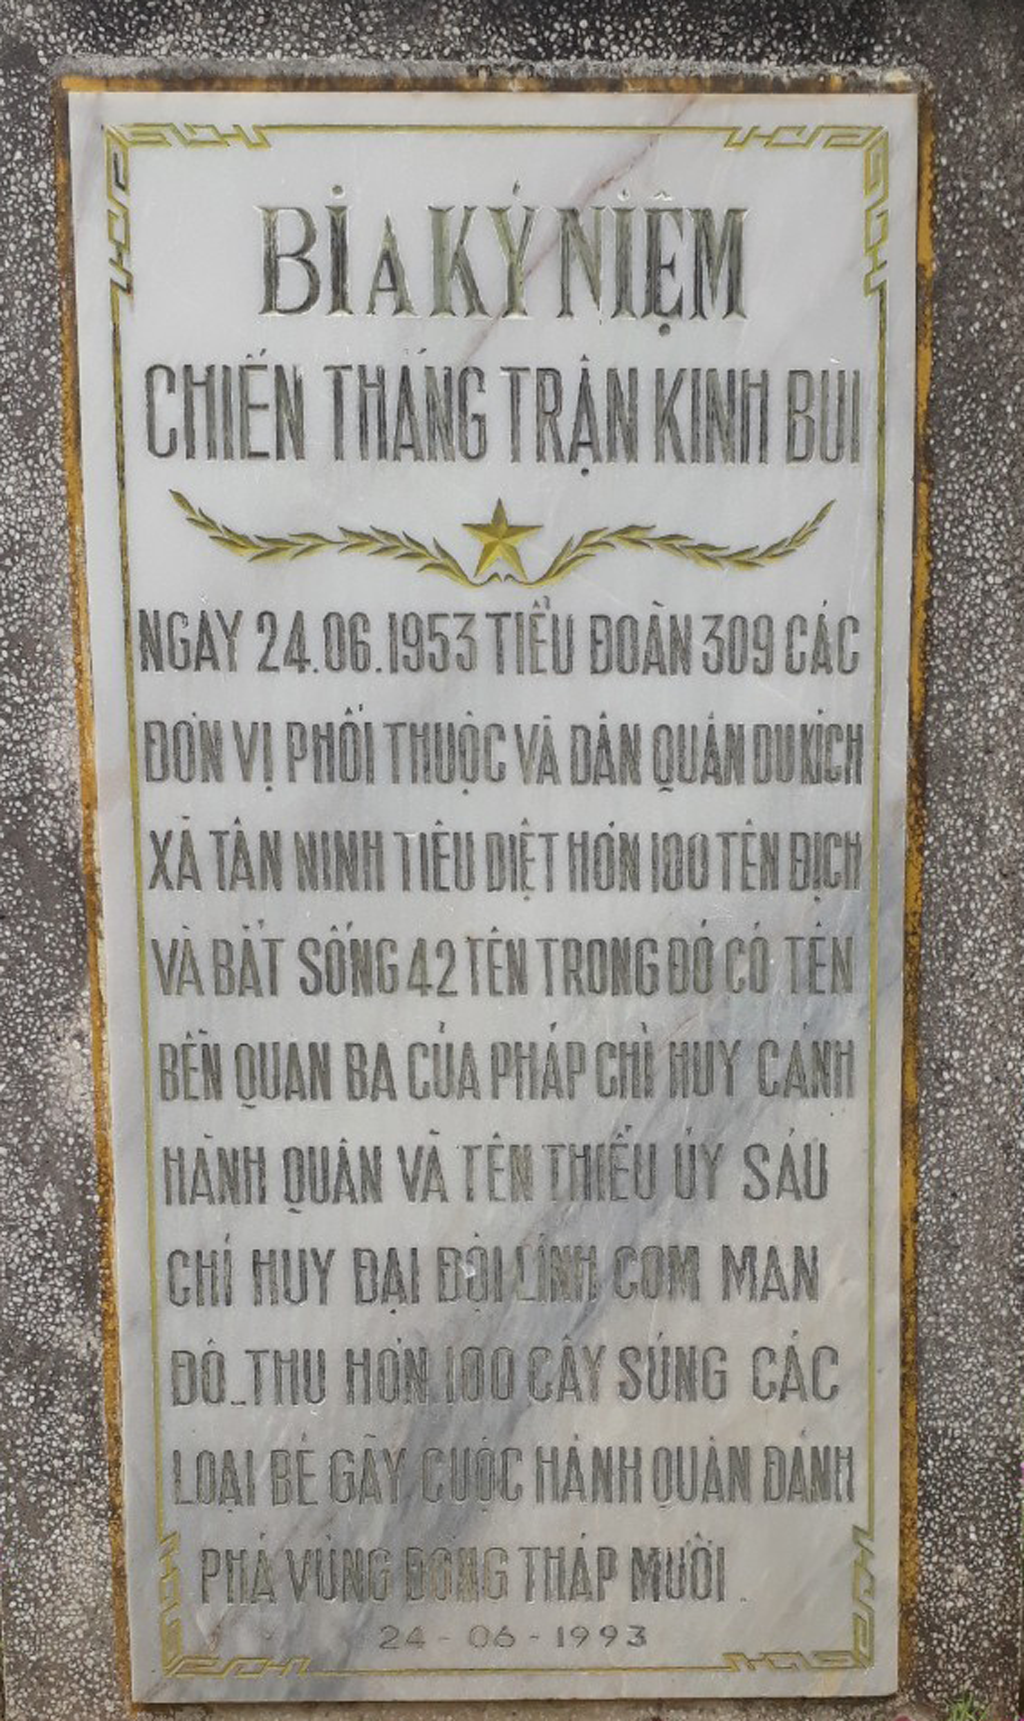 BIA KỶ NIỆM
CHIẾN THẮNG TRẬN KINH BÙI
NGÀY 24.06.1953 TIỂU ĐOÀN 309 CÁC
ĐƠN VỊ PHỐI THUỘC VÀ DÂN QUÂN DU KÍCH
XÃ TÂN NINH TIÊU DIỆT HƠN 100 TÊN ĐỊCH
VÀ BẮT SỐNG 42 TÊN TRONG ĐÓ CÓ TÊN
BỀN QUAN BA CỦA PHÁP CHỈ HUY CÁNH
HÀNH QUÂN VÀ TÊN THIẾU ÚY SÁU
CHỈ HUY ĐẠI ĐỘI LÍNH COM MAN
ĐÔ_THU HƠN 100 CÂY SÚNG CÁC
LOẠI BẺ GÃY CUỘC HÀNH QUÂN ĐÁNH
PHÁ VÙNG ĐỒNG THÁP MƯỜI.
24 - 06 - 1993